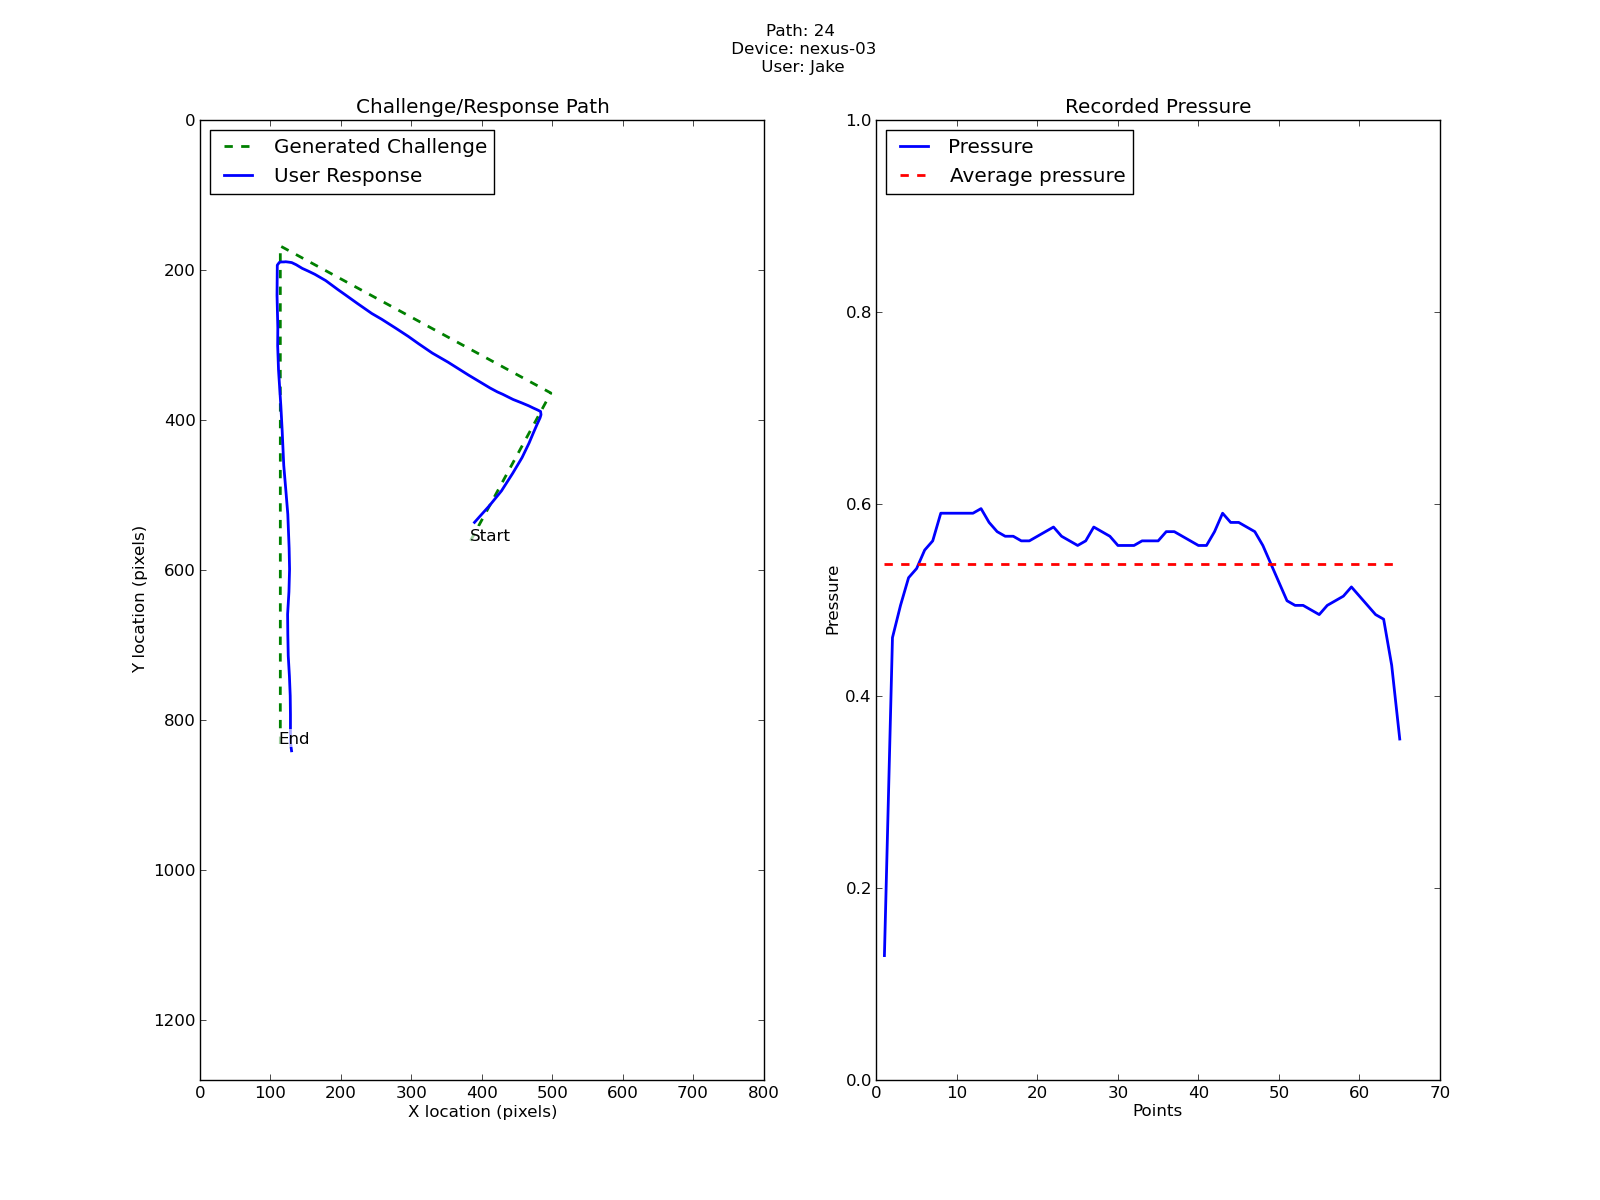 Path: 24
Device: nexus-03
User: Jake
Challenge/Response Path
Generated Challenge
User Response
0
200
400
600
800
1000
1200
Y location (pixels)
Start
End
0 100 200 300 400 500 600 700 800
X location (pixels)
Recorded Pressure
Pressure
Average pressure
1.0
0.8
0.6
0.4
0.2
0.0
Pressure
0 10 20 30 40 50 60 70
Points